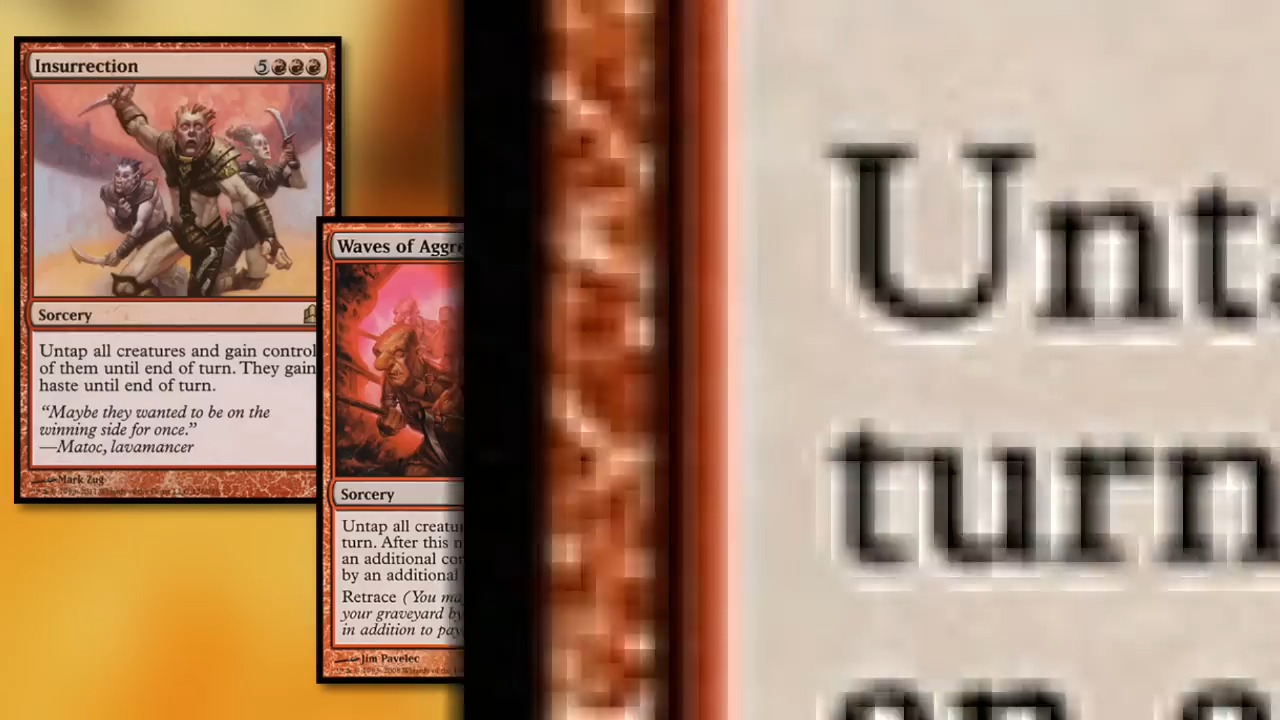 Insurrection
5
Sorcery
Untap all creatures and gain control
of them until end of turn. They gain
haste until end of turn.
“Maybe they wanted to be on the
winning side for once.”
—Matoc, lavamancer
Mark Zug
Waves of Aggre
Sorcery
Untap all creatu
turn. After this
an additional
by an additional
Retrace (You ma
your graveyard by
in addition to pay
Jim Pavelec
Unt
turn